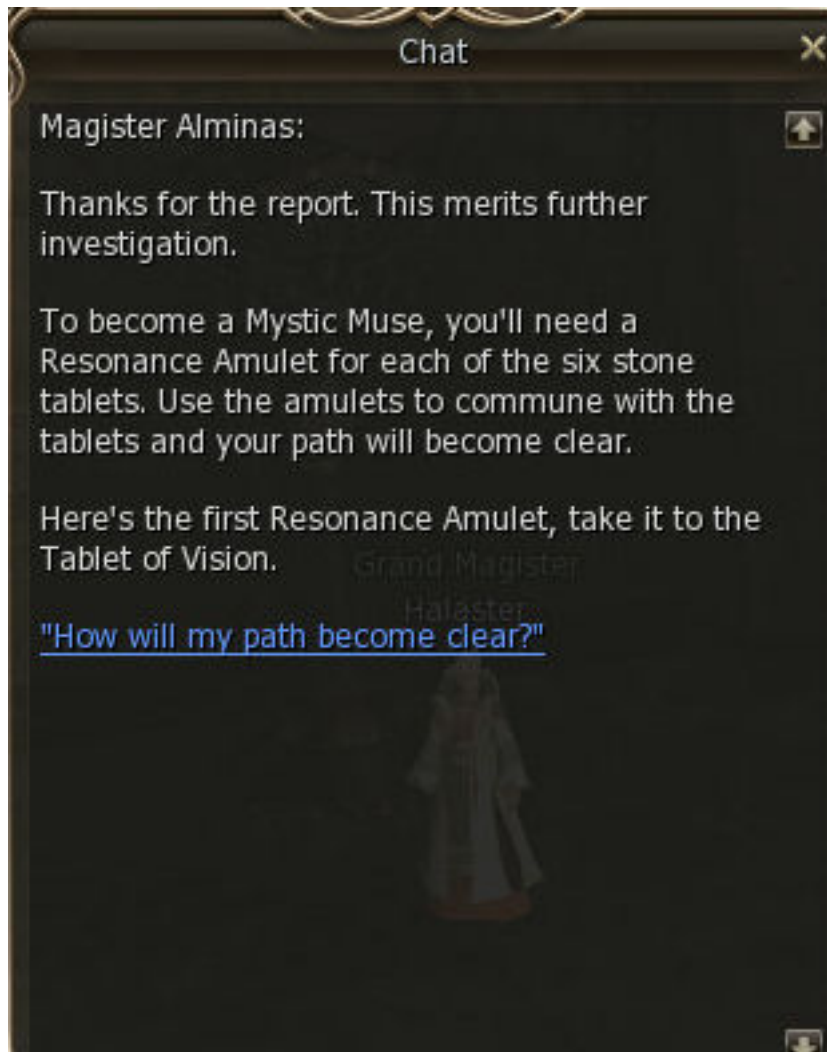 Chat
Magister Alminas:
Thanks for the report. This merits further
investigation.
To become a Mystic Muse, you'll need a
Resonance Amulet for each of the six stone
tablets. Use the amulets to commune with the
tablets and your path will become clear.
Here's the first Resonance Amulet, take it to the
Tablet of Vision.
Grand Magister
Halaster
"How will my path become clear?"